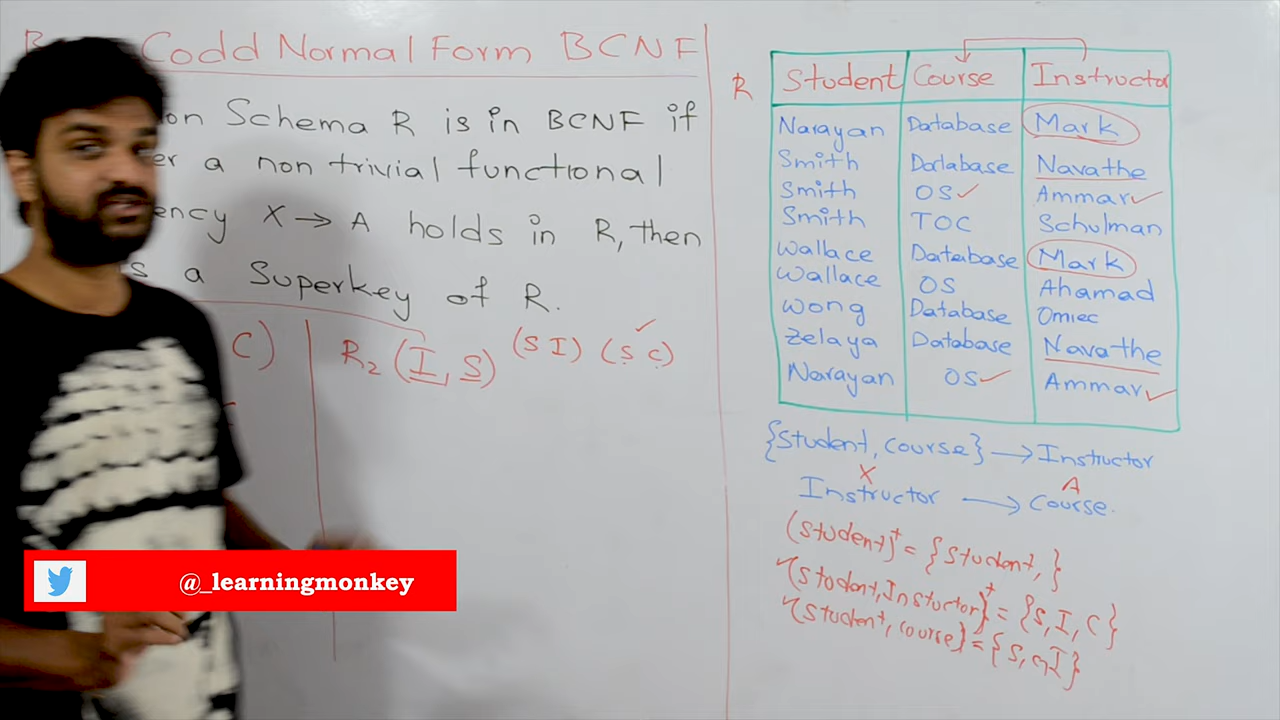 Codd Normal Form BCNF
on Schema R is in BCNF if
er a non trivial functional
ency X → A holds in R, then
s a Superkey of R.
C)
R2 (I, S) (S I) (S C) ✓
R
Student Course Instructor
Narayan Database Mark
Smith Database Navathe
Smith OS ✓ Ammar ✓
Smith TOC Schulman
Wallace Database Mark
Wallace OS Ahamad
Wong Database Omiec
Zelaya Database Navathe
Narayan OS ✓ Ammar ✓
{Student, Course} → Instructor
X A
Instructor → Course.
(Student)+ = {Student, }
✓(Student, Instuctor)+ = {S, I, C}
✓(Student, Course} = {S, C, I}
@_learningmonkey